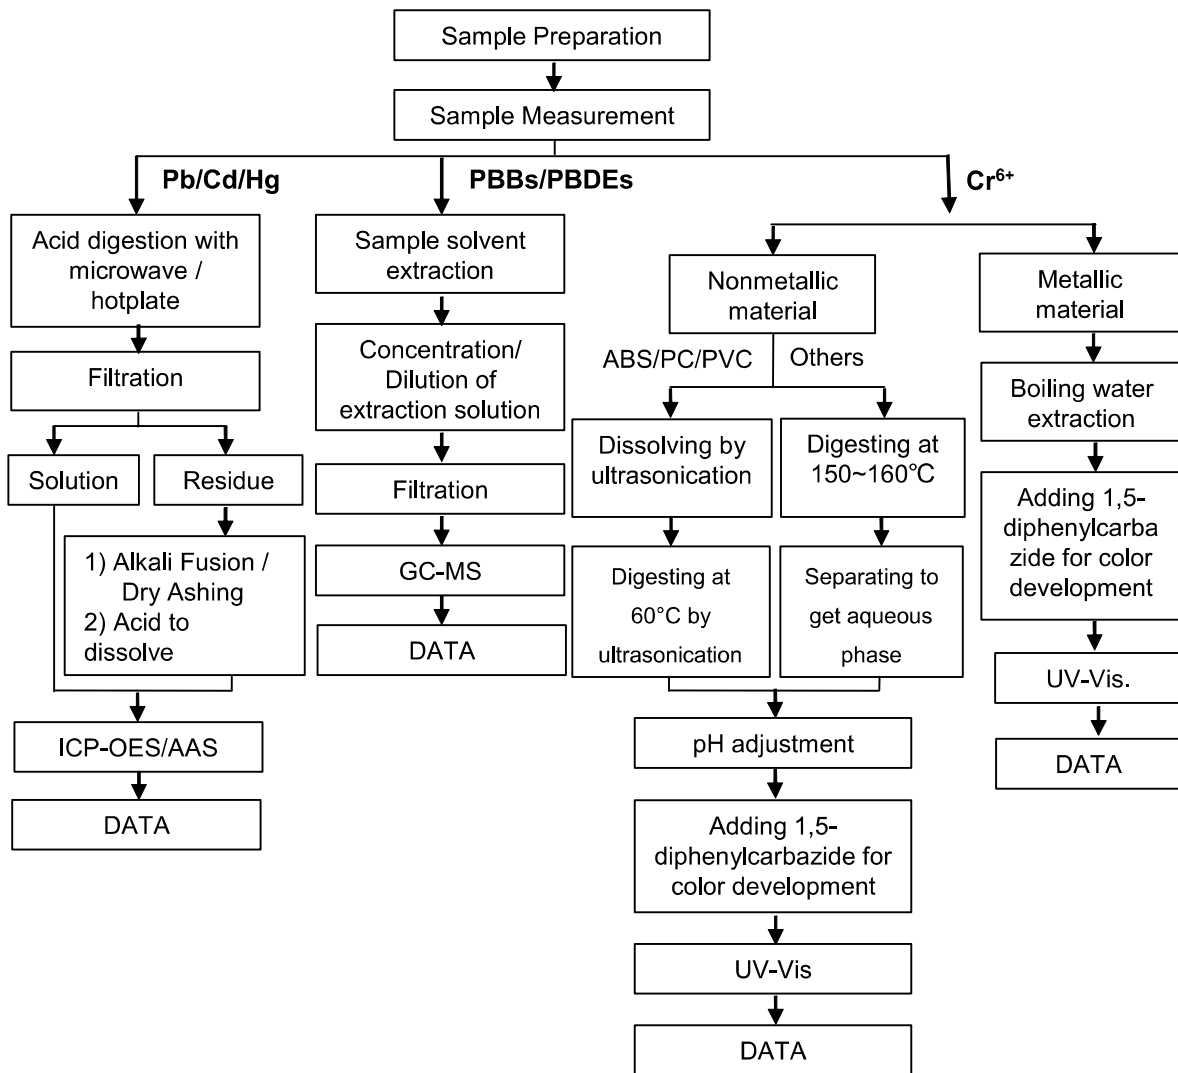 Sample Preparation
Sample Measurement
Pb/Cd/Hg
PBBs/PBDEs
Cr⁶⁺
Acid digestion with
microwave /
hotplate
Filtration
Solution
Residue
1) Alkali Fusion /
Dry Ashing
2) Acid to
dissolve
ICP-OES/AAS
DATA
Sample solvent
extraction
Concentration/
Dilution of
extraction solution
Filtration
GC-MS
DATA
Nonmetallic
material
ABS/PC/PVC
Others
Dissolving by
ultrasonication
Digesting at
60°C by
ultrasonication
Digesting at
150~160℃
Separating to
get aqueous
phase
pH adjustment
Adding 1,5-
diphenylcarbazide for
color development
UV-Vis
DATA
Metallic
material
Boiling water
extraction
Adding 1,5-
diphenylcarba
zide for color
development
UV-Vis.
DATA